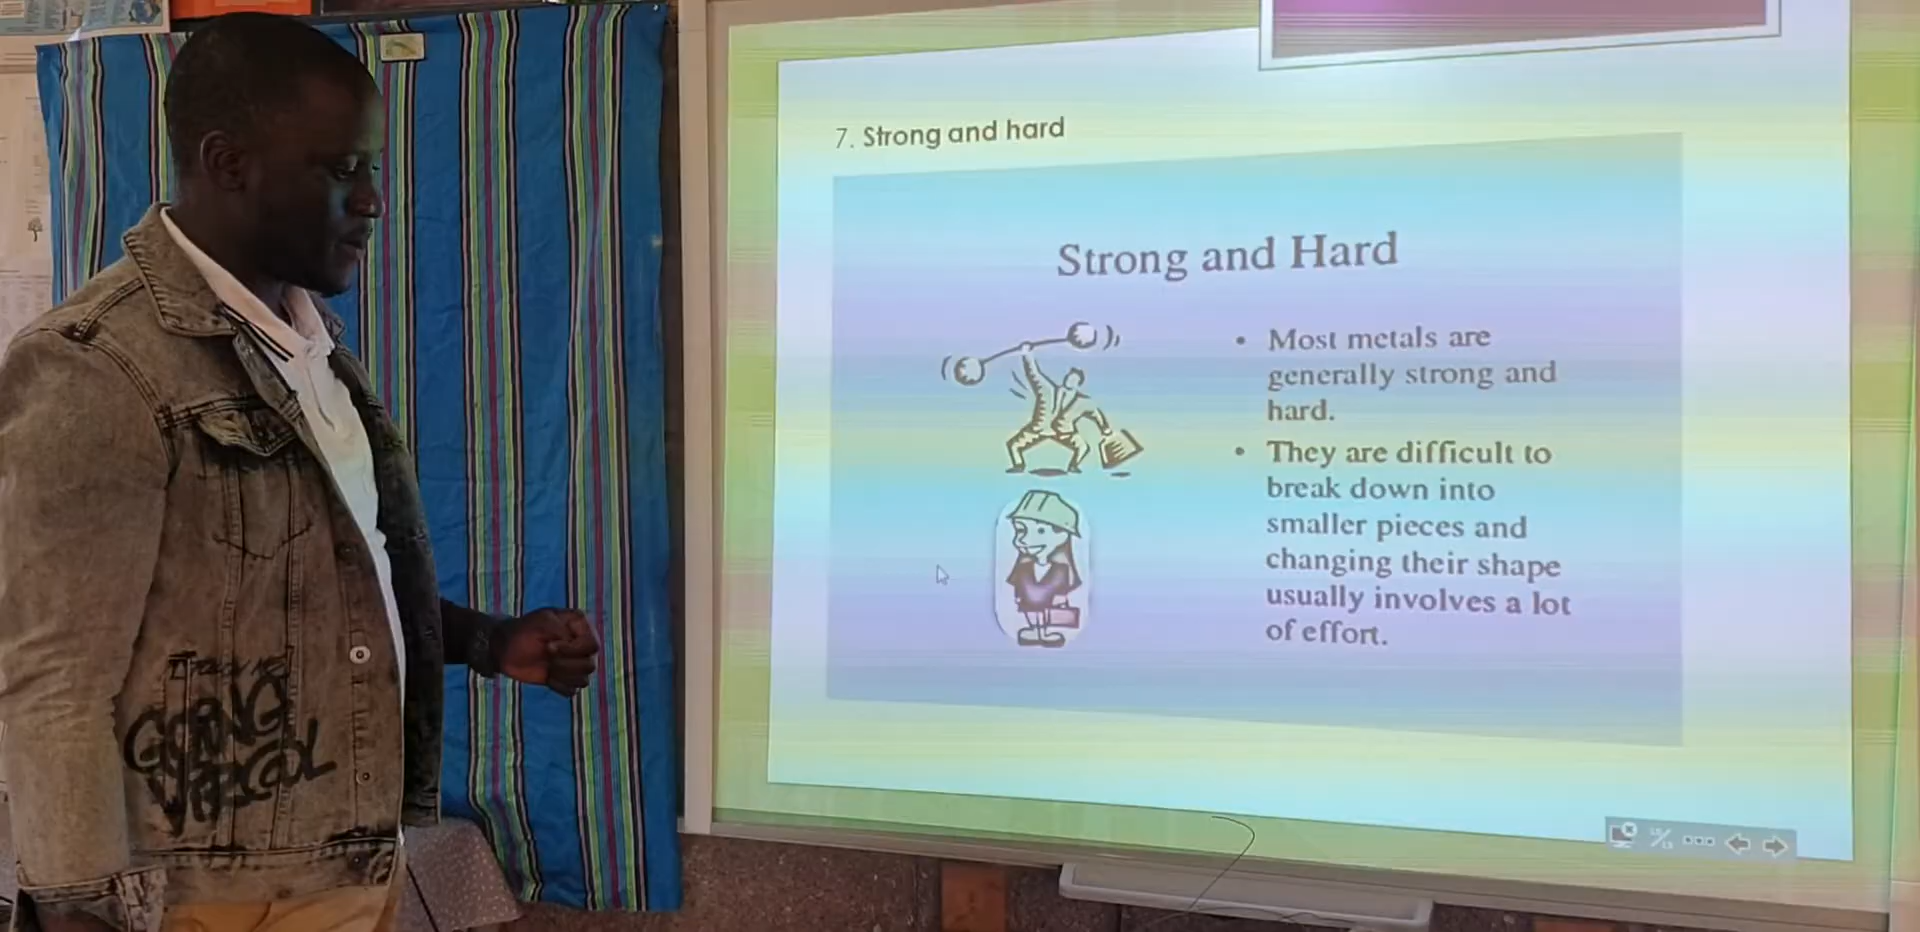 7. Strong and hard
Strong and Hard
• Most metals are
generally strong and
hard.
• They are difficult to
break down into
smaller pieces and
changing their shape
usually involves a lot
of effort.
GOING